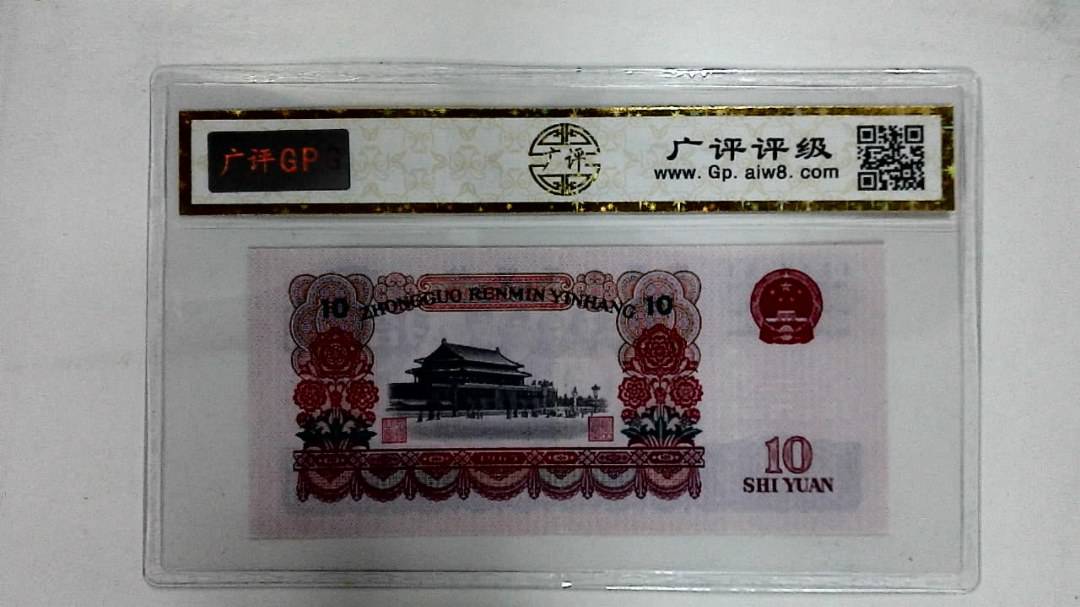 广评GPG
广评
广评评级
www.Gp.aiw8.com
10 ZHONGGUO RENMIN YINHANG 10
10
SHI YUAN